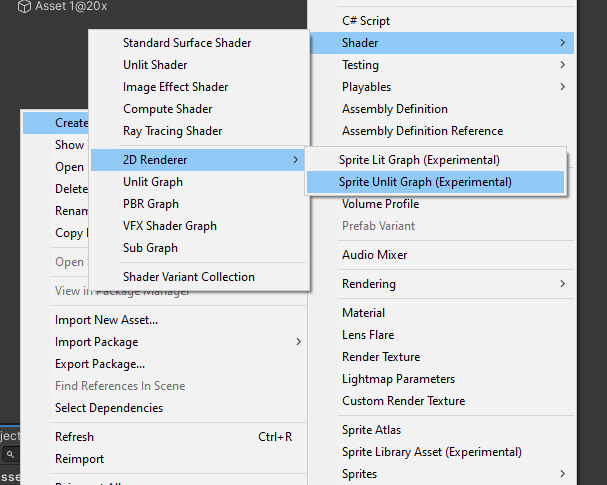 Asset 1@20x
Create
Show
Open
Delete
Renam
Copy
Open
View in Package Manager
Import New Asset...
Import Package
Export Package...
Find References In Scene
Select Dependencies
Refresh Ctrl+R
Reimport
Standard Surface Shader
Unlit Shader
Image Effect Shader
Compute Shader
Ray Tracing Shader
2D Renderer
Unlit Graph
PBR Graph
VFX Shader Graph
Sub Graph
Shader Variant Collection
Sprite Lit Graph (Experimental)
Sprite Unlit Graph (Experimental)
C# Script
Shader
Testing
Playables
Assembly Definition
Assembly Definition Reference
Volume Profile
Prefab Variant
Audio Mixer
Rendering
Material
Lens Flare
Render Texture
Lightmap Parameters
Custom Render Texture
Sprite Atlas
Sprite Library Asset (Experimental)
Sprites
ject
sse